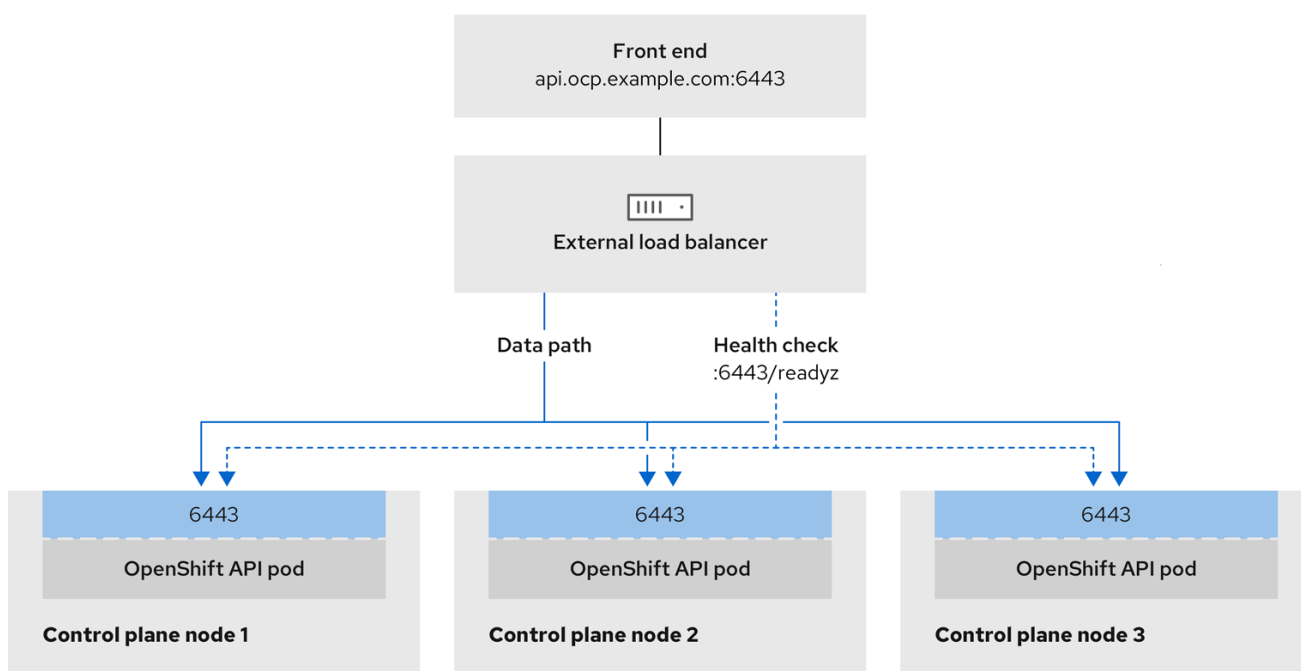 Front end
api.ocp.example.com:6443
External load balancer
Data path
Health check
:6443/readyz
6443
OpenShift API pod
Control plane node 1
6443
OpenShift API pod
Control plane node 2
6443
OpenShift API pod
Control plane node 3